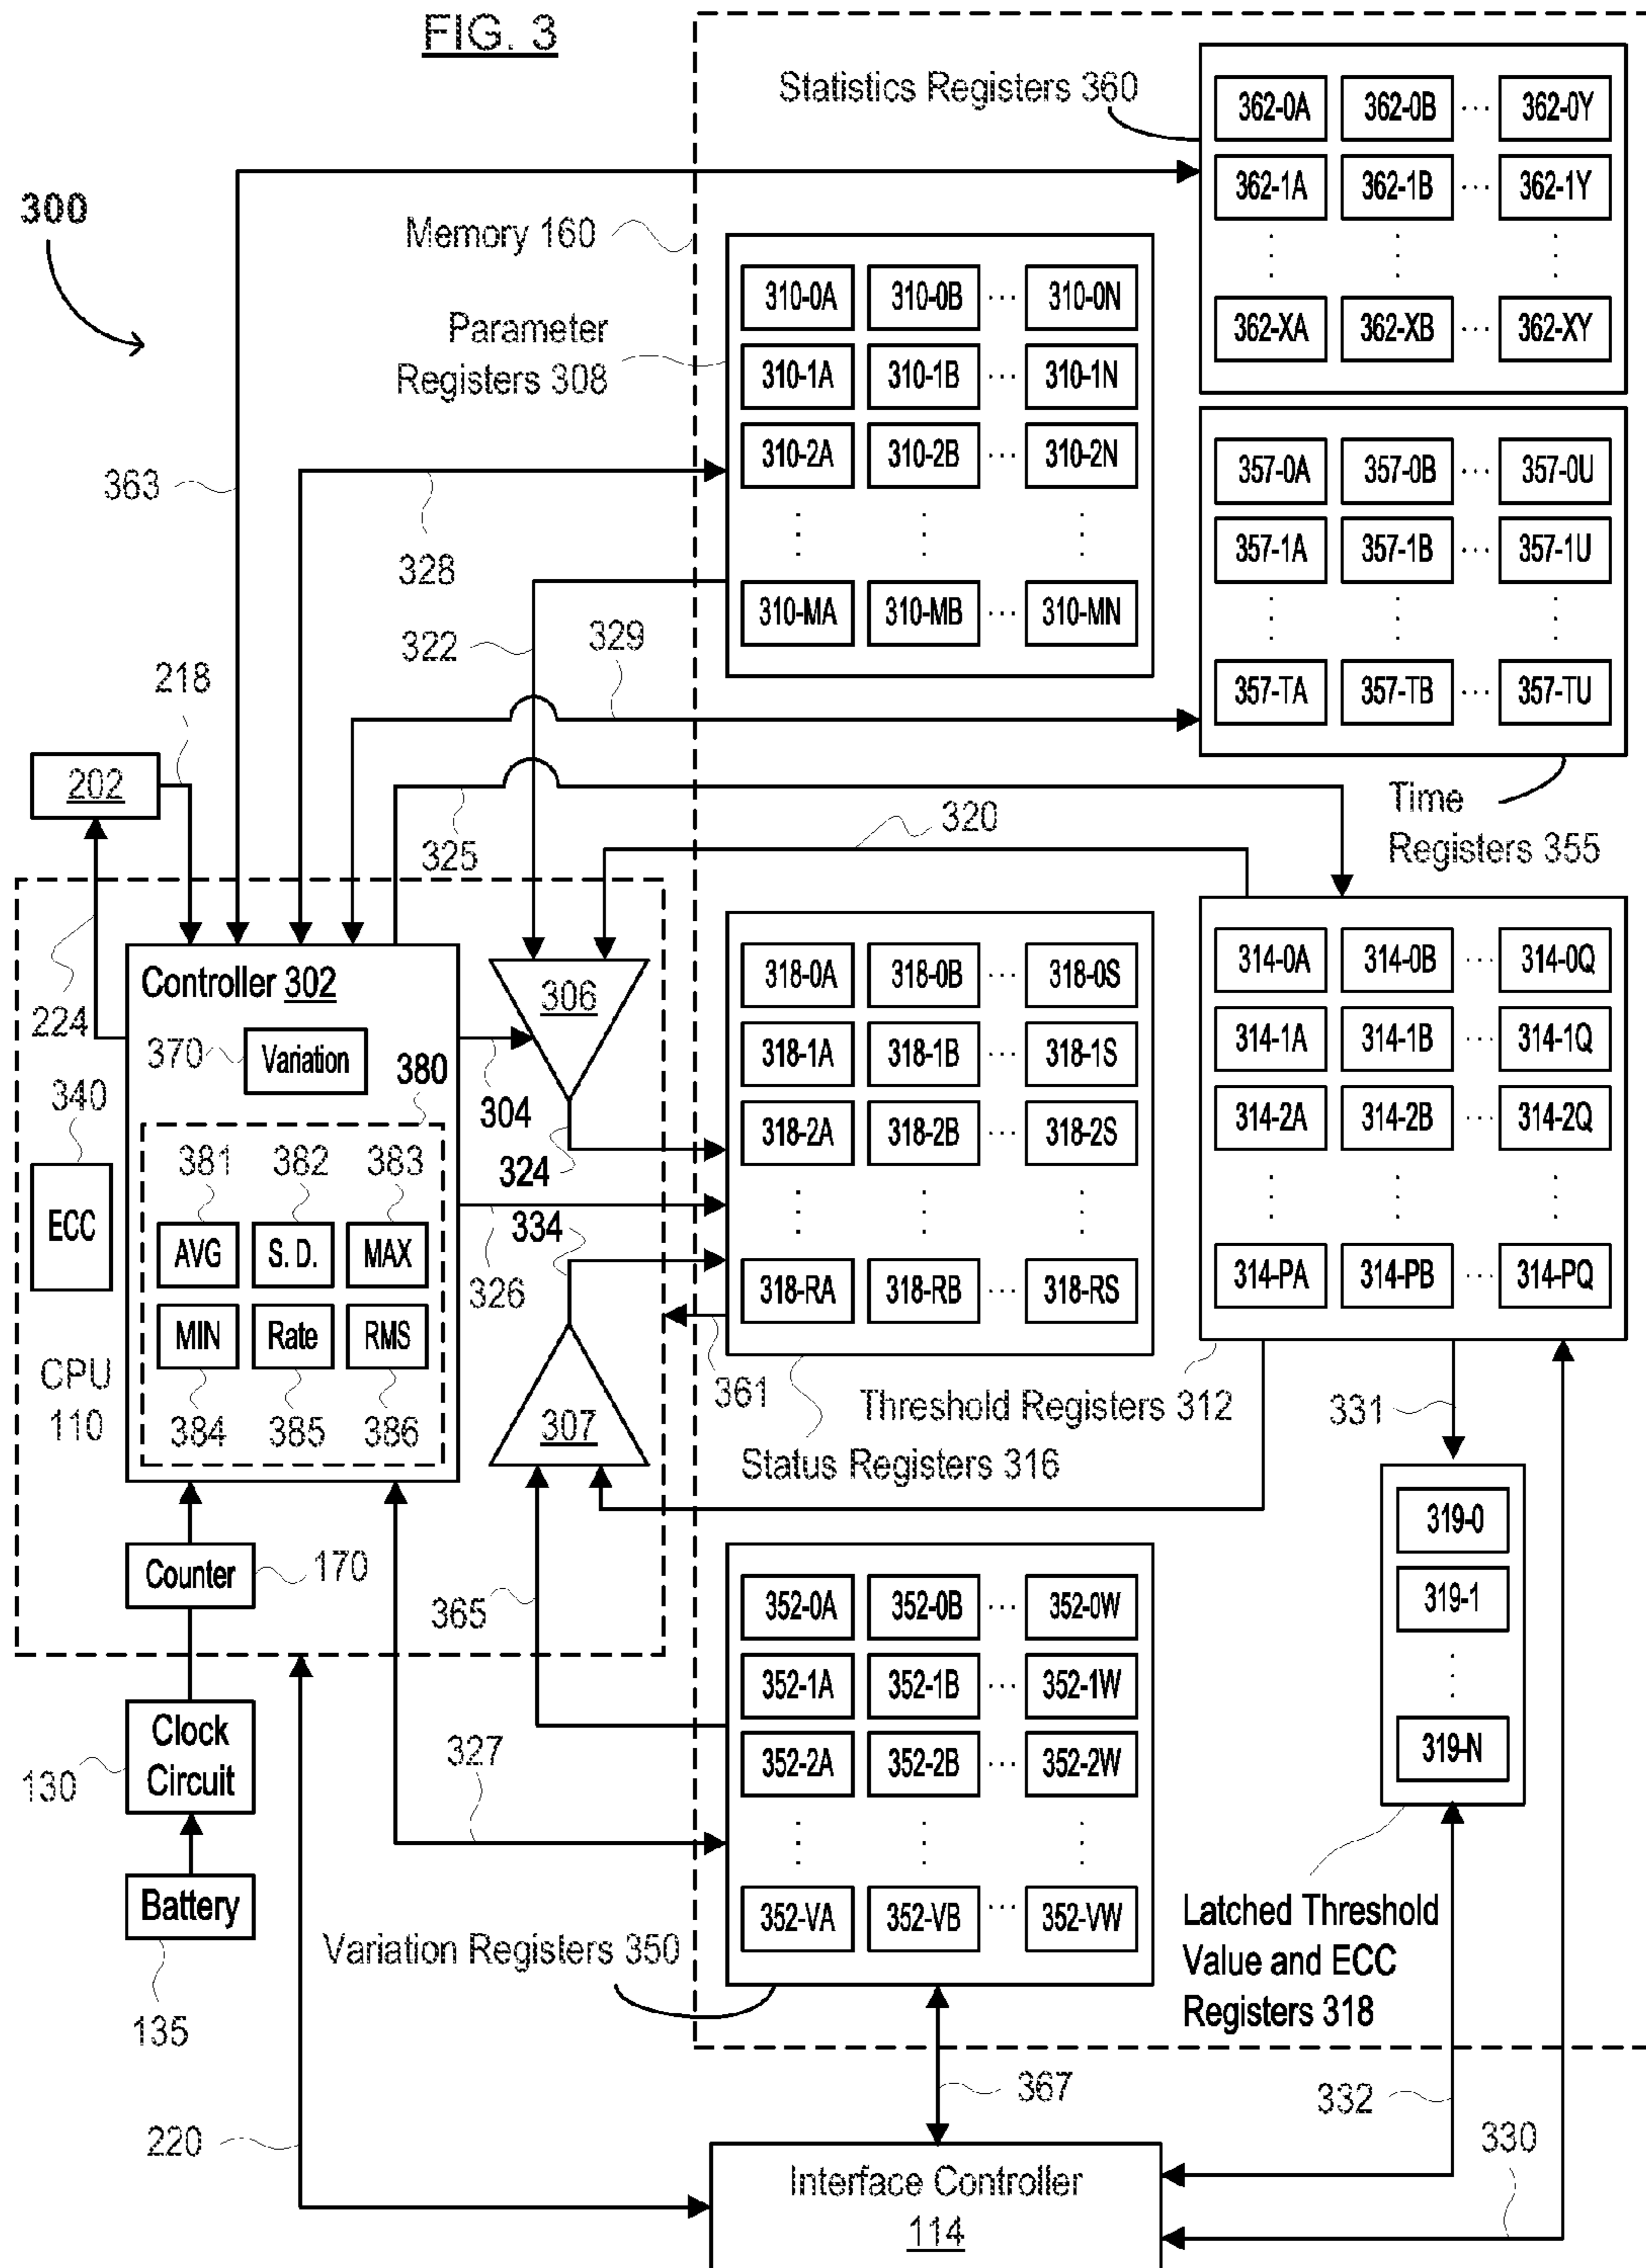 FIG. 3
300
Statistics Registers 360
362-0A 362-0B ... 362-0Y
362-1A 362-1B ... 362-1Y
362-XA 362-XB ... 362-XY
Memory 160
Parameter
Registers 308
310-0A 310-0B ... 310-0N
310-1A 310-1B ... 310-1N
310-2A 310-2B ... 310-2N
310-MA 310-MB ... 310-MN
357-0A 357-0B ... 357-0U
357-1A 357-1B ... 357-1U
357-TA 357-TB ... 357-TU
Time
Registers 355
363
328
322
329
218
202
325
320
224
Controller 302
370
Variation
380
340
ECC
381 382 383
AVG S. D. MAX
MIN Rate RMS
384 385 386
CPU
110
306
304
324
334
326
307
361
318-0A 318-0B ... 318-0S
318-1A 318-1B ... 318-1S
318-2A 318-2B ... 318-2S
318-RA 318-RB ... 318-RS
314-0A 314-0B ... 314-0Q
314-1A 314-1B ... 314-1Q
314-2A 314-2B ... 314-2Q
314-PA 314-PB ... 314-PQ
Threshold Registers 312
Status Registers 316
331
319-0
319-1
319-N
Counter
170
365
352-0A 352-0B ... 352-0W
352-1A 352-1B ... 352-1W
352-2A 352-2B ... 352-2W
352-VA 352-VB ... 352-VW
Clock
Circuit
130
327
Battery
135
Variation Registers 350
Latched Threshold
Value and ECC
Registers 318
367
332
220
330
Interface Controller
114